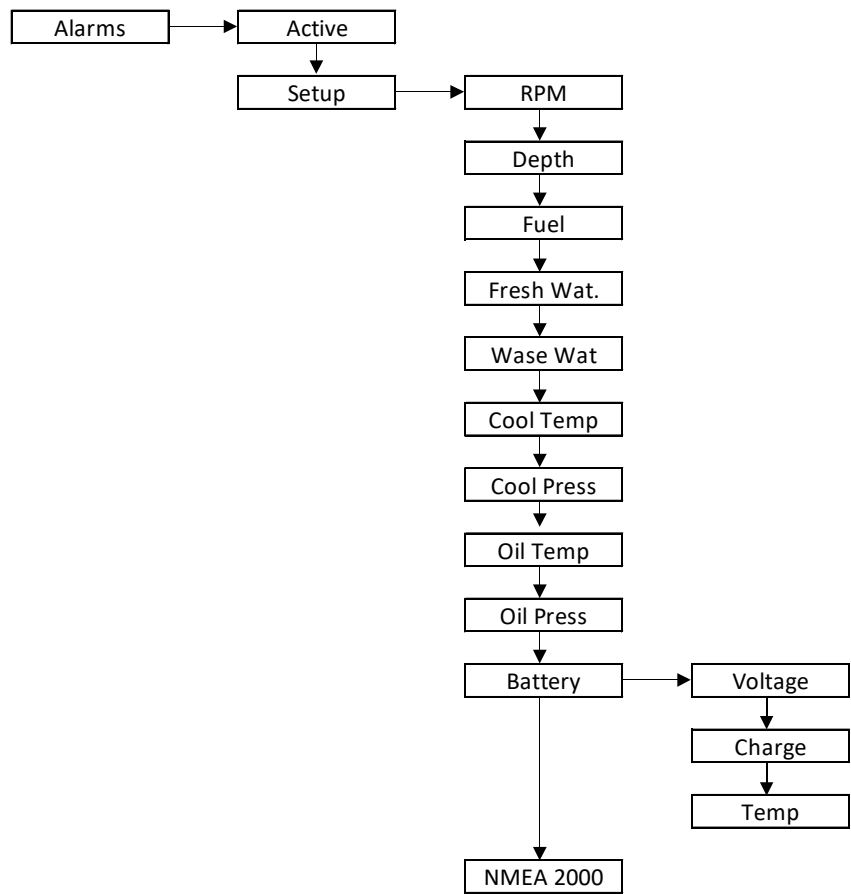 Alarms
Active
Setup
RPM
Depth
Fuel
Fresh Wat.
Wase Wat
Cool Temp
Cool Press
Oil Temp
Oil Press
Battery
Voltage
Charge
Temp
NMEA 2000